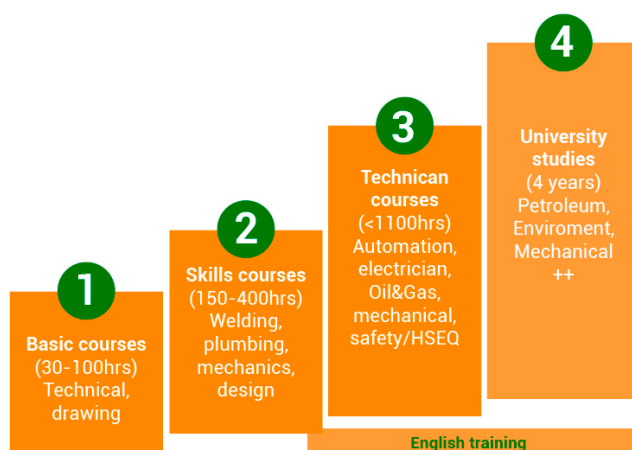 1
Basic courses
(30-100hrs)
Technical,
drawing
2
Skills courses
(150-400hrs)
Welding,
plumbing,
mechanics,
design
3
Technican
courses
(<1100hrs)
Automation,
electrician,
Oil&Gas,
mechanical,
safety/HSEQ
4
University
studies
(4 years)
Petroleum,
Enviroment,
Mechanical
++
English training